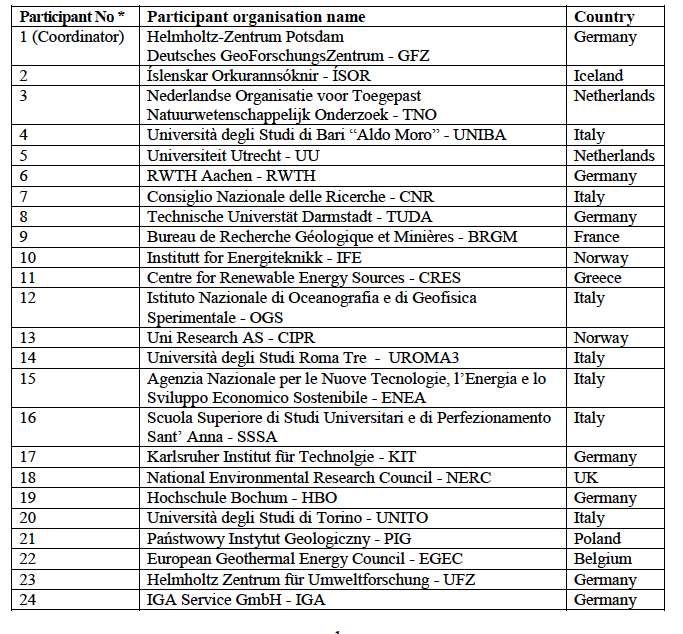 Participant No * Participant organisation name Country
1 (Coordinator) Helmholtz-Zentrum Potsdam Germany
Deutsches GeoForschungsZentrum - GFZ
2 Íslenskar Orkurannsóknir - ÍSOR Iceland
3 Nederlandse Organisatie voor Toegepast Netherlands
Natuurwetenschappelijk Onderzoek - TNO
4 Università degli Studi di Bari “Aldo Moro” - UNIBA Italy
5 Universiteit Utrecht - UU Netherlands
6 RWTH Aachen - RWTH Germany
7 Consiglio Nazionale delle Ricerche - CNR Italy
8 Technische Universtät Darmstadt - TUDA Germany
9 Bureau de Recherche Géologique et Minières - BRGM France
10 Institutt for Energiteknikk - IFE Norway
11 Centre for Renewable Energy Sources - CRES Greece
12 Istituto Nazionale di Oceanografia e di Geofisica Italy
Sperimentale - OGS
13 Uni Research AS - CIPR Norway
14 Università degli Studi Roma Tre - UROMA3 Italy
15 Agenzia Nazionale per le Nuove Tecnologie, l’Energia e lo Italy
Sviluppo Economico Sostenibile - ENEA
16 Scuola Superiore di Studi Universitari e di Perfezionamento Italy
Sant’ Anna - SSSA
17 Karlsruher Institut für Technolgie - KIT Germany
18 National Environmental Research Council - NERC UK
19 Hochschule Bochum - HBO Germany
20 Università degli Studi di Torino - UNITO Italy
21 Państwowy Instytut Geologiczny - PIG Poland
22 European Geothermal Energy Council - EGEC Belgium
23 Helmholtz Zentrum für Umweltforschung - UFZ Germany
24 IGA Service GmbH - IGA Germany